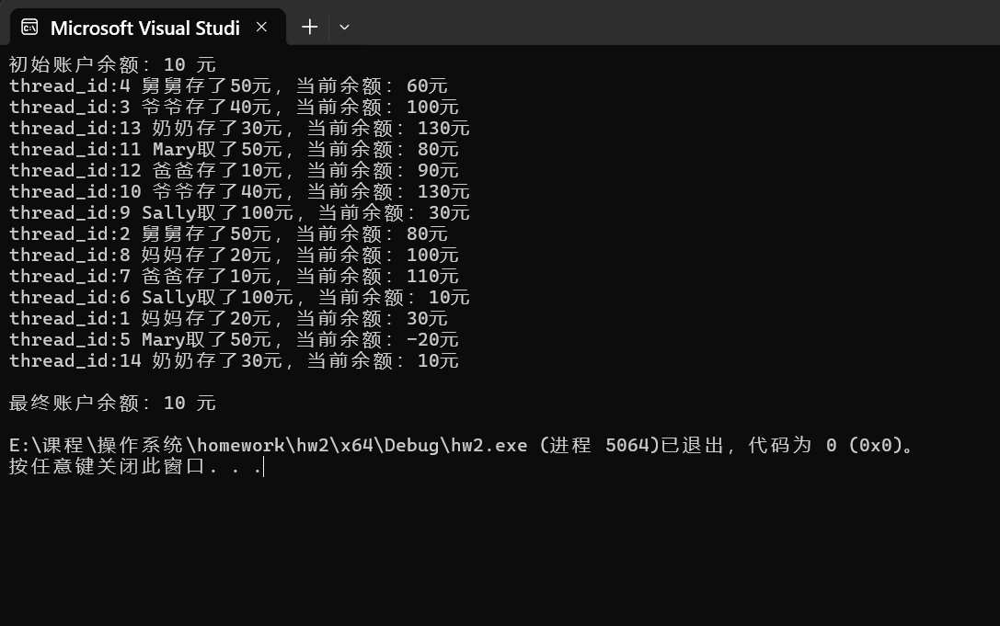 Microsoft Visual Studi
初始账户余额: 10 元
thread_id:4 舅舅存了50元, 当前余额: 60元
thread_id:3 爷爷存了40元, 当前余额: 100元
thread_id:13 奶奶存了30元, 当前余额: 130元
thread_id:11 Mary取了50元, 当前余额: 80元
thread_id:12 爸爸存了10元, 当前余额: 90元
thread_id:10 爷爷存了40元, 当前余额: 130元
thread_id:9 Sally取了100元, 当前余额: 30元
thread_id:2 舅舅存了50元, 当前余额: 80元
thread_id:8 妈妈存了20元, 当前余额: 100元
thread_id:7 爸爸存了10元, 当前余额: 110元
thread_id:6 Sally取了100元, 当前余额: 10元
thread_id:1 妈妈存了20元, 当前余额: 30元
thread_id:5 Mary取了50元, 当前余额: -20元
thread_id:14 奶奶存了30元, 当前余额: 10元
最终账户余额: 10 元
E:\课程\操作系统\homework\hw2\x64\Debug\hw2.exe (进程 5064)已退出，代码为 0 (0x0)。
按任意键关闭此窗口. . .